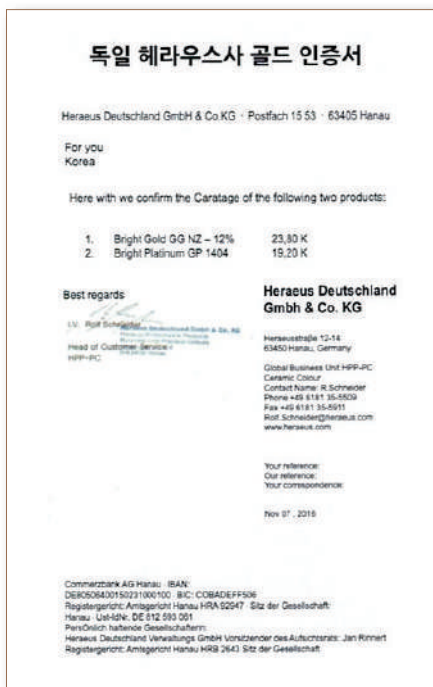 독일 헤라우스사 골드 인증서
Heraeus Deutschland GmbH & Co.KG · Postfach 15 53 · 63405 Hanau
For you
Korea
Here with we confirm the Caratage of the following two products:
1. Bright Gold GG NZ – 12% 23,80 K
2. Bright Platinum GP 1404 19,20 K
Best regards
I.V. Rolf Schneider
Head of Customer Service
HPP-PC
Heraeus Deutschland
Gmbh & Co. KG
Heraeusstraße 12-14
63450 Hanau, Germany
Global Business Unit HPP-PC
Ceramic Colour
Contact Name: R.Schneider
Phone +49 6181 35-5509
Fax +49 6181 35-5911
Rolf.Schneider@heraeus.com
www.heraeus.com
Your reference:
Our reference:
Your correspondence:
Nov 07 , 2016
Commerzbank AG Hanau · IBAN:
BIC: COBADEFF506
Registergericht: Amtsgericht Hanau HRA 92947 · Sitz der Gesellschaft:
Hanau · Ust-IdNr. DE 812 593 061
Persönlich haftende Gesellschafterin:
Heraeus Deutschland Verwaltungs GmbH Vorsitzender des Aufsichtsrats: Jan Rinnert
Registergericht: Amtsgericht Hanau HRB 2643 Sitz der Gesellschaft